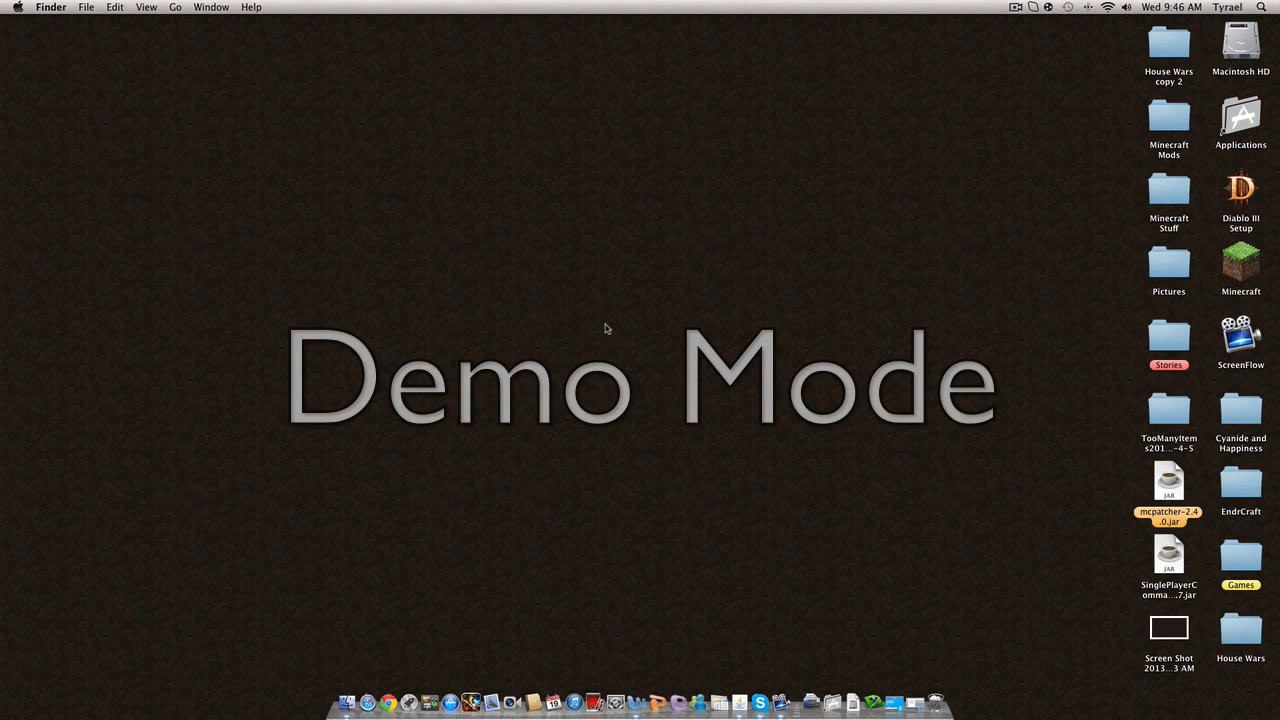 Finder File Edit View Go Window Help Wed 9:46 AM Tyrael
House Wars
copy 2
Macintosh HD
Minecraft
Mods
Applications
Minecraft
Stuff
Diablo III
Setup
Pictures
Minecraft
Stories
ScreenFlow
Demo Mode
TooManyItem
s201...-4-5
Cyanide and
Happiness
JAR
mcpatcher-2.4
.0.jar
EndrCraft
JAR
SinglePlayerC
omma....7.jar
Games
Screen Shot
2013...3 AM
House Wars
19